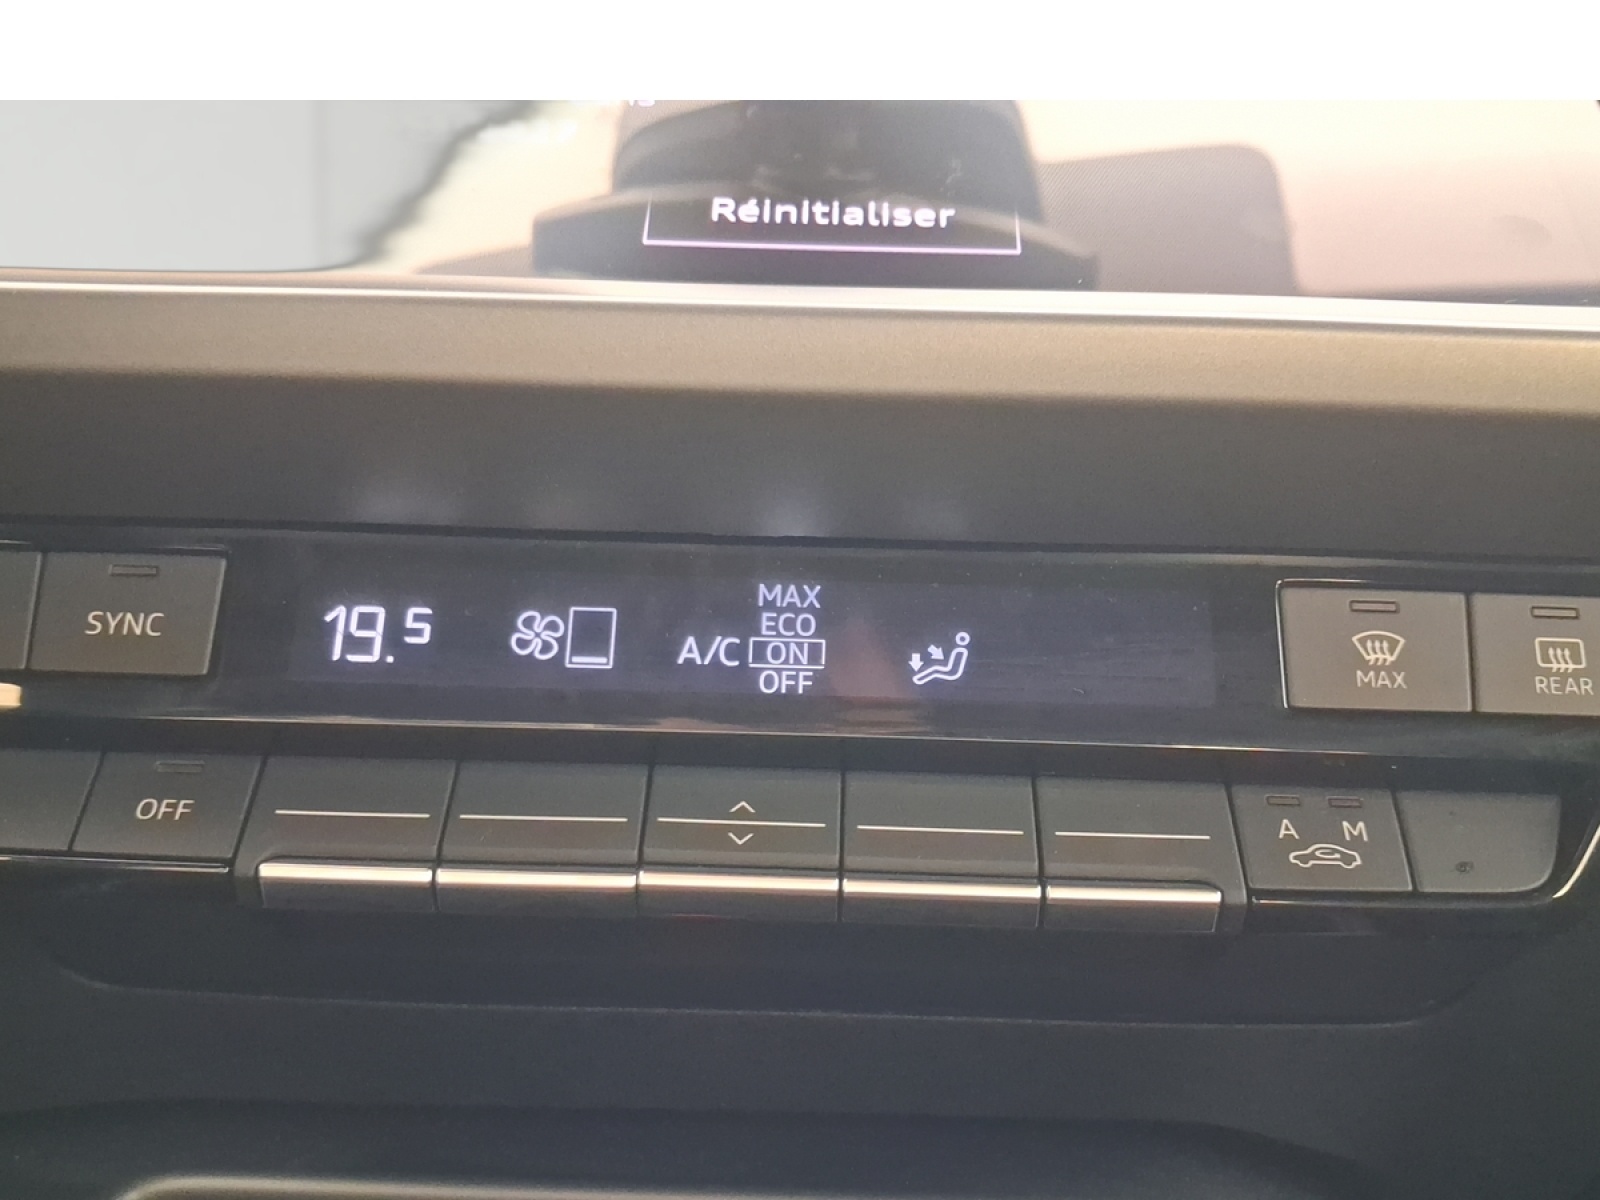 Réinitialiser
SYNC
19.5
A/C
MAX
ECO
ON
OFF
MAX
REAR
OFF
A M